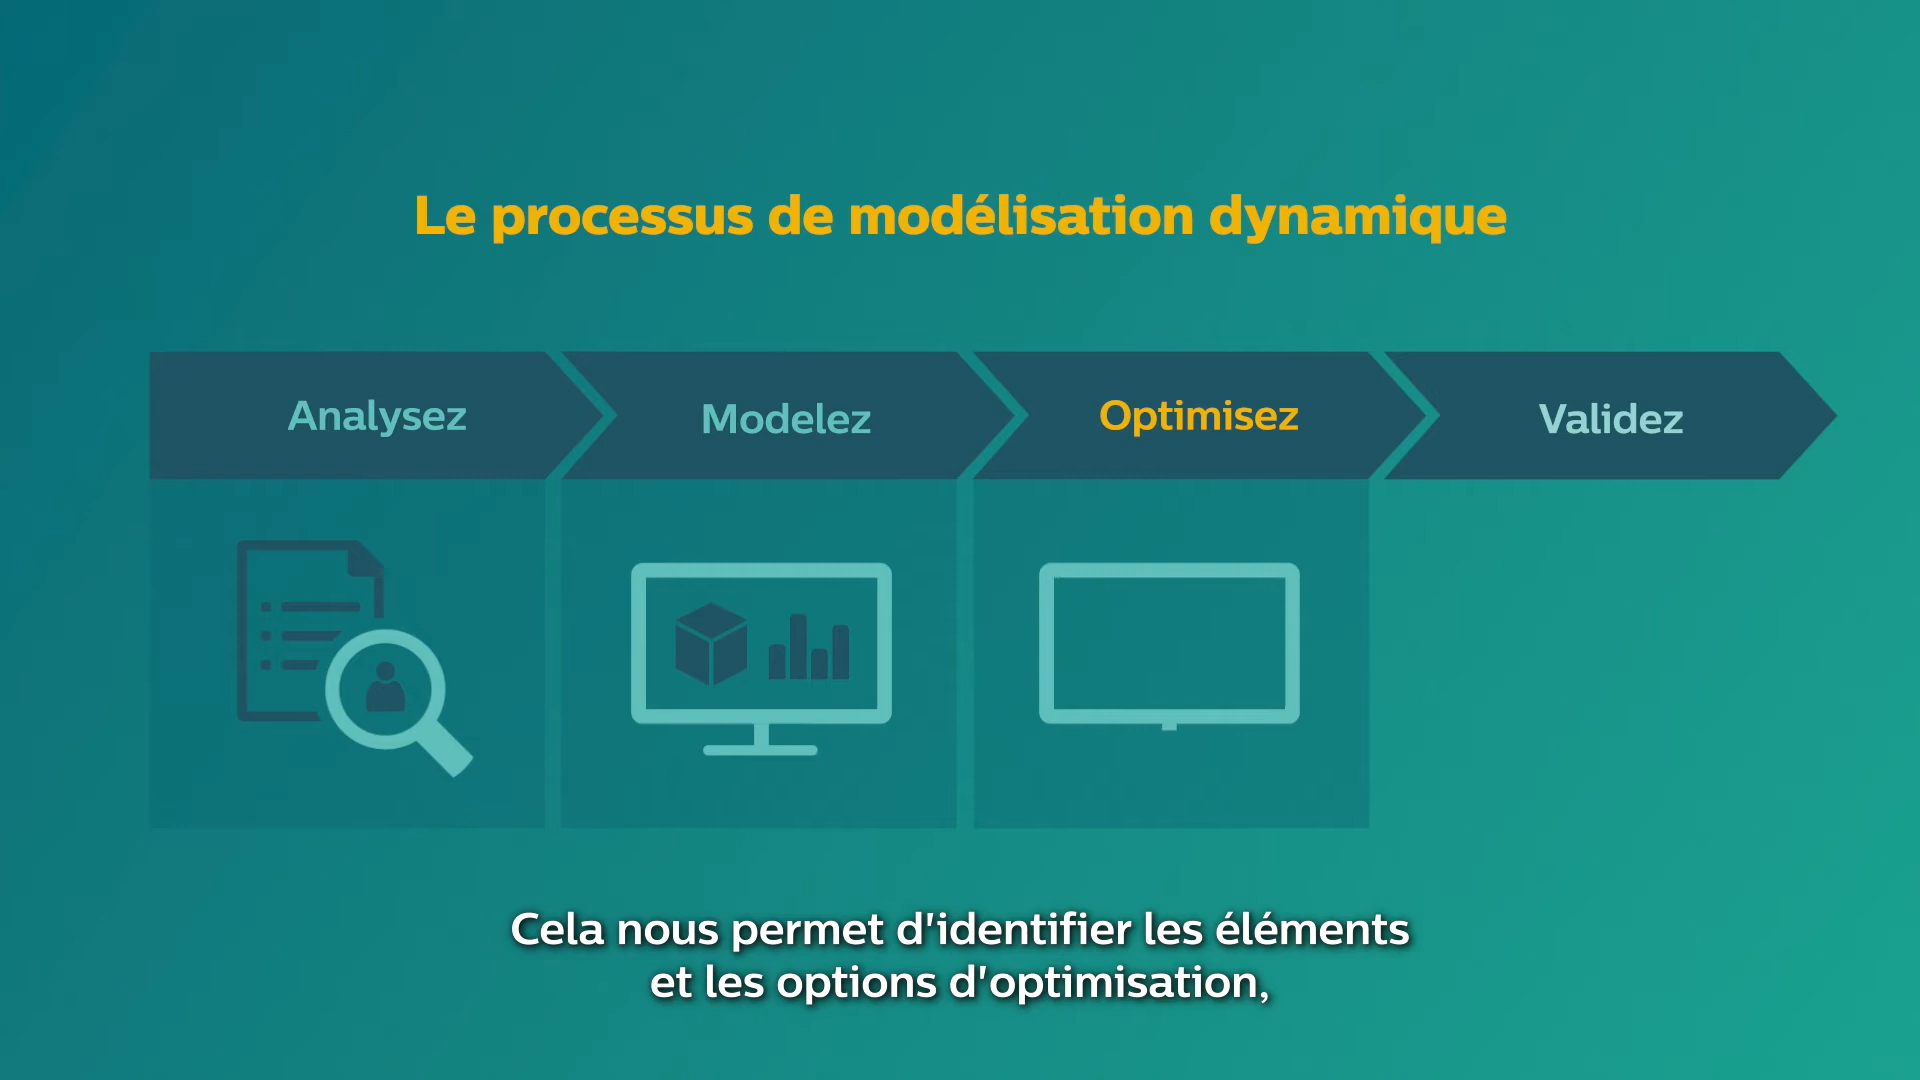 Le processus de modélisation dynamique
Analysez
Modelez
Optimisez
Validez
Cela nous permet d'identifier les éléments
et les options d'optimisation,